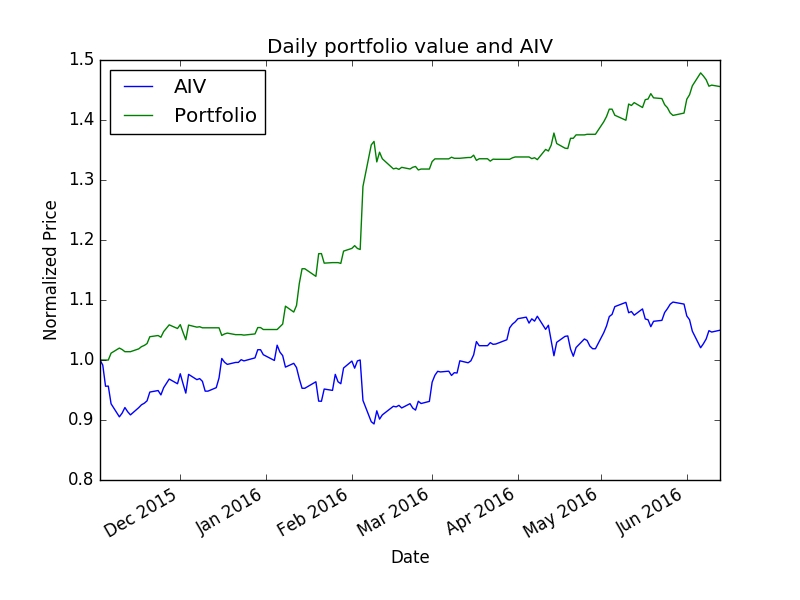 Daily portfolio value and AIV
1.5
1.4
1.3
1.2
1.1
1.0
0.9
0.8
AIV
Portfolio
Normalized Price
Dec 2015
Jan 2016
Feb 2016
Mar 2016
Apr 2016
May 2016
Jun 2016
Date